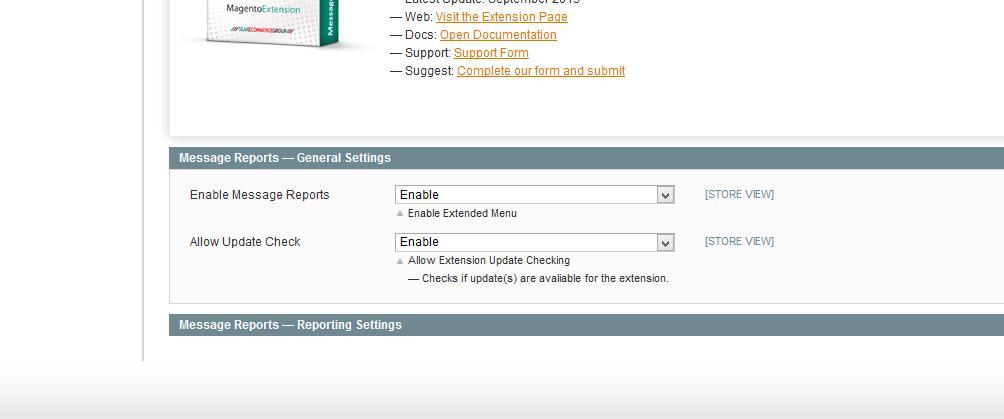 MagentoExtension
Message
— Web: Visit the Extension Page
— Docs: Open Documentation
— Support: Support Form
— Suggest: Complete our form and submit
Message Reports — General Settings
Enable Message Reports
Enable
[STORE VIEW]
Enable Extended Menu
Allow Update Check
Enable
[STORE VIEW]
Allow Extension Update Checking
— Checks if update(s) are avaliable for the extension.
Message Reports — Reporting Settings